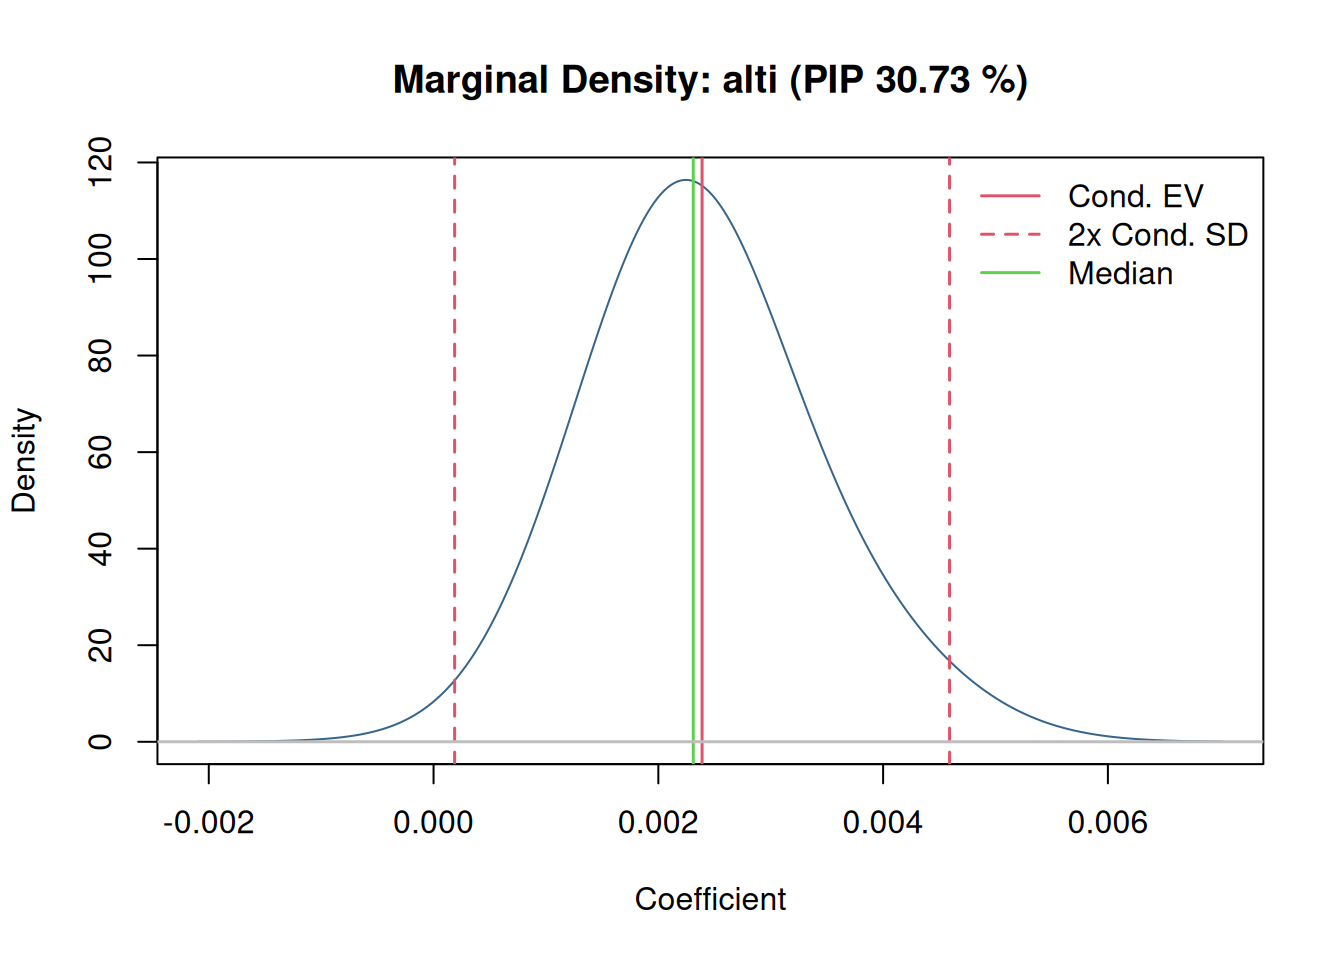 Marginal Density: alti (PIP 30.73 %)
120
100
80
60
40
20
0
Density
Cond. EV
2x Cond. SD
Median
-0.002
0.000
0.002
0.004
0.006
Coefficient